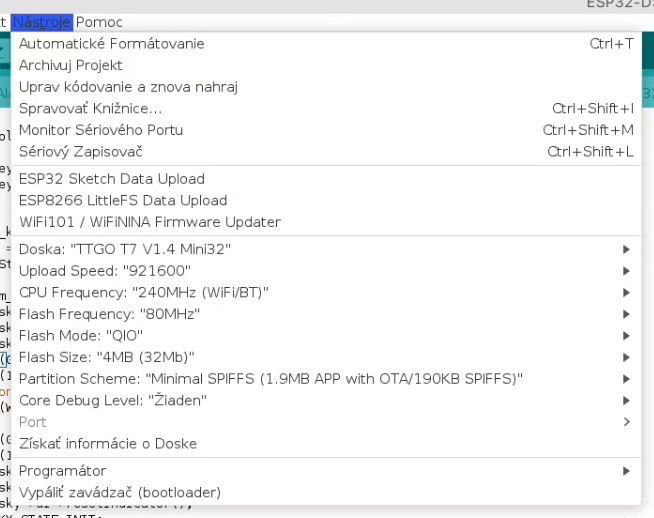 ESP32-D
Nástroje Pomoc
Automatické Formátovanie Ctrl+T
Archivuj Projekt
Uprav kódovanie a znova nahraj
Spravovať Knižnice... Ctrl+Shift+I
Monitor Sériového Portu Ctrl+Shift+M
Sériový Zapisovač Ctrl+Shift+L
ESP32 Sketch Data Upload
ESP8266 LittleFS Data Upload
WiFi101 / WiFiNINA Firmware Updater
Doska: "TTGO T7 V1.4 Mini32"
Upload Speed: "921600"
CPU Frequency: "240MHz (WiFi/BT)"
Flash Frequency: "80MHz"
Flash Mode: "QIO"
Flash Size: "4MB (32Mb)"
Partition Scheme: "Minimal SPIFFS (1.9MB APP with OTA/190KB SPIFFS)"
Core Debug Level: "Žiaden"
Port
Získať informácie o Doske
Programátor
Vypáliť zavádzač (bootloader)